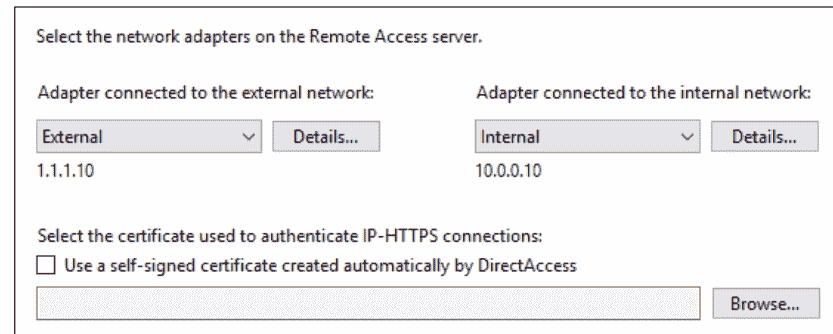 Select the network adapters on the Remote Access server.
Adapter connected to the external network:
Adapter connected to the internal network:
External
Details...
Internal
Details...
1.1.1.10
10.0.0.10
Select the certificate used to authenticate IP-HTTPS connections:
Use a self-signed certificate created automatically by DirectAccess
Browse...